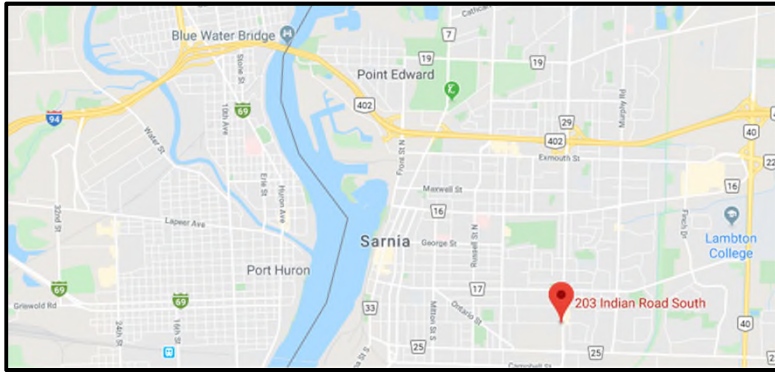 Cathcart
Blue Water Bridge
7
19
19
Stone St
Point Edward
Murphy Rd
10th Ave
69
402
29
94
40
Water St
402
Front St N
Exmouth St
22
Erie St
Huron Ave
Maxwell St
16
32nd St
16
Lapeer Ave
Finch Dr
Russell St N
Sarnia
George St
Lambton
College
Port Huron
17
69
69
203 Indian Road South
Griswold Rd
33
Mitton St S
Ontario St
24th St
16th St
40
25
25
Campbell St